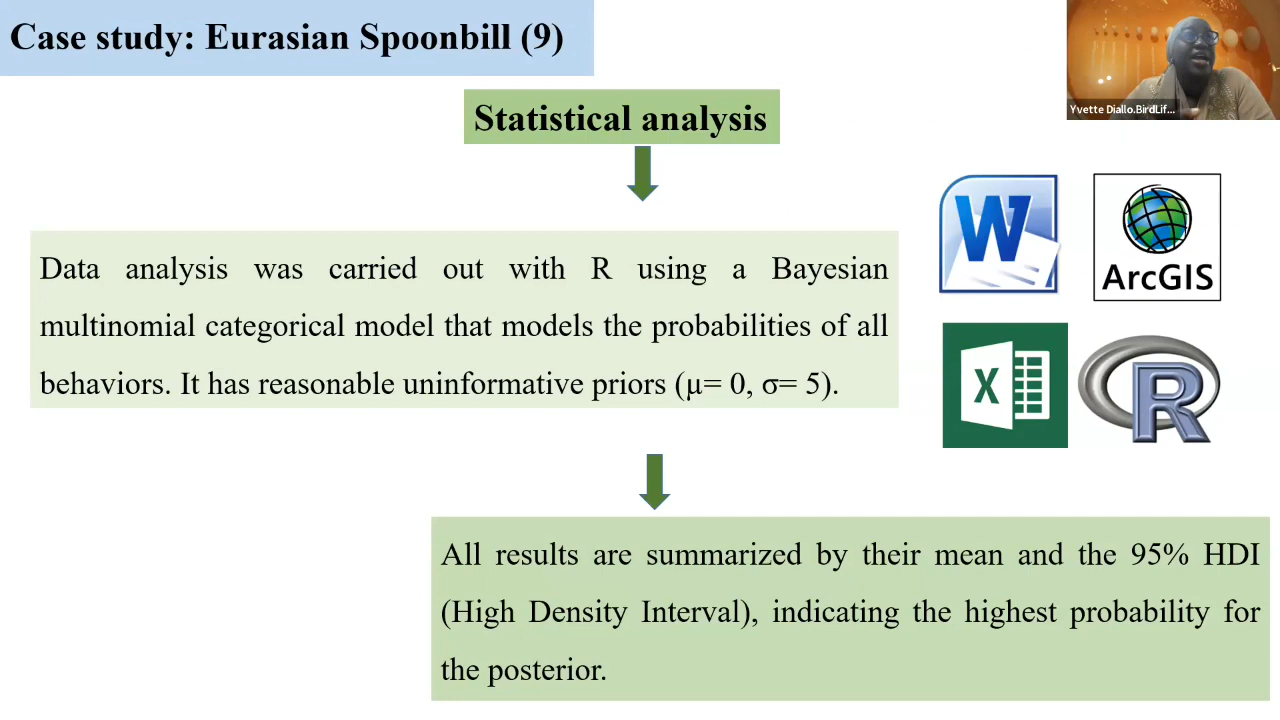 Case study: Eurasian Spoonbill (9)
Yvette Diallo.BirdLif...
Statistical analysis
W
ArcGIS
Data analysis was carried out with R using a Bayesian
multinomial categorical model that models the probabilities of all
behaviors. It has reasonable uninformative priors (µ= 0, σ= 5).
X
R
All results are summarized by their mean and the 95% HDI
(High Density Interval), indicating the highest probability for
the posterior.